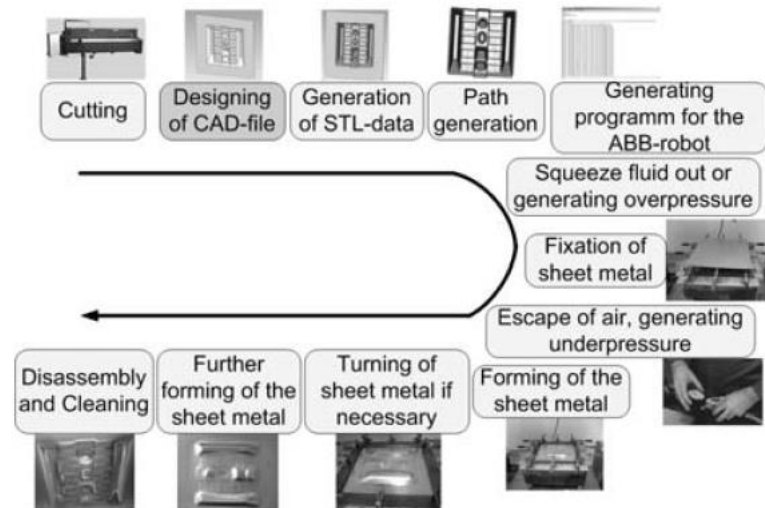 Cutting
Designing
of CAD-file
Generation
of STL-data
Path
generation
Generating
programm for the
ABB-robot
Squeeze fluid out or
generating overpressure
Fixation of
sheet metal
Escape of air, generating
underpressure
Forming of the
sheet metal
Turning of
sheet metal if
necessary
Further
forming of the
sheet metal
Disassembly
and Cleaning